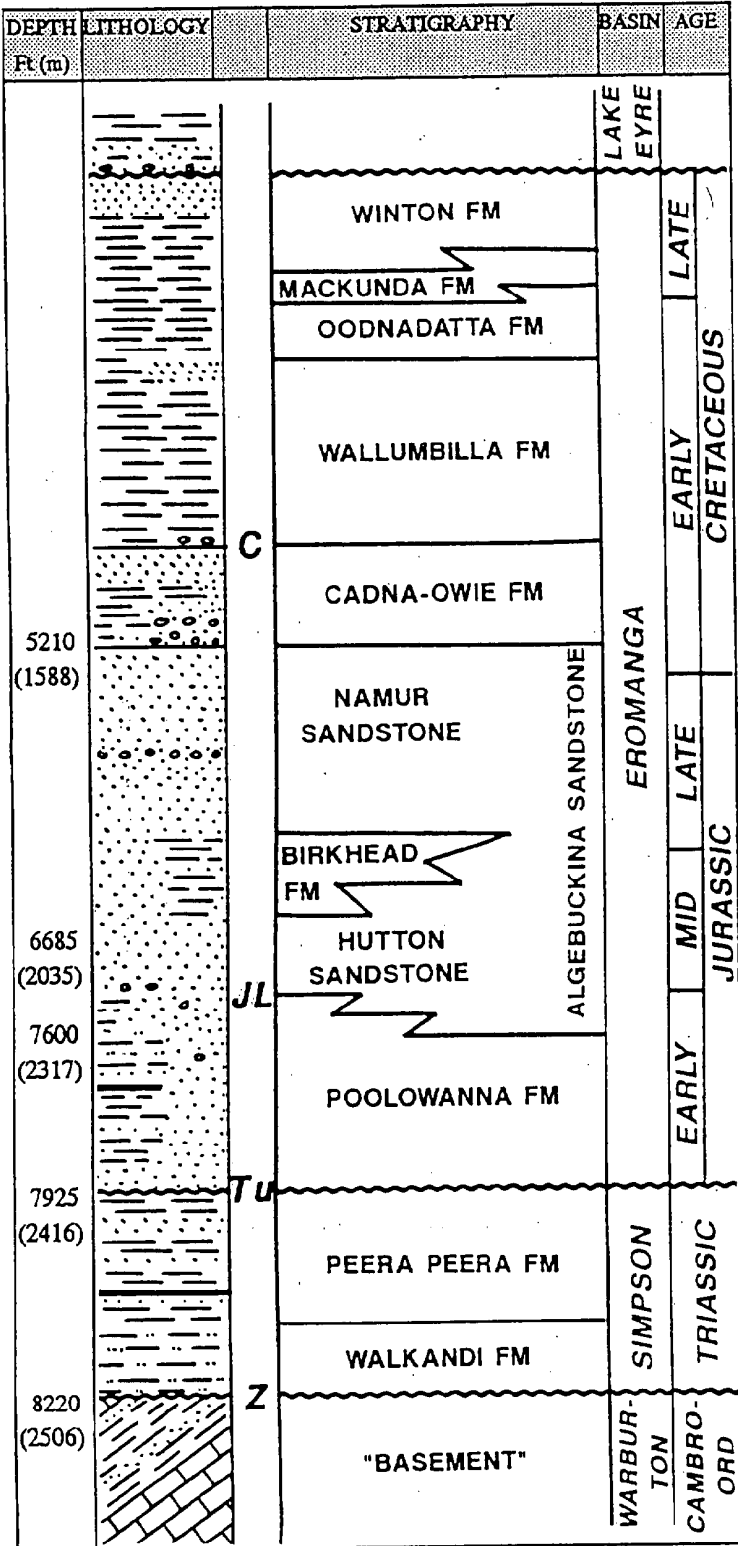 DEPTH LITHOLOGY STRATIGRAPHY BASIN AGE
Ft (m)
LAKE
EYRE
WINTON FM
MACKUNDA FM
OODNADATTA FM
WALLUMBILLA FM
C
CADNA-OWIE FM
5210
(1588)
NAMUR
SANDSTONE
BIRKHEAD
FM
6685
(2035)
HUTTON
SANDSTONE
ALGEBUCKINA SANDSTONE
JL
7600
(2317)
POOLOWANNA FM
EROMANGA
LATE
EARLY
CRETACEOUS
LATE
MID
EARLY
JURASSIC
7925
(2416)
Tu
PEERA PEERA FM
WALKANDI FM
SIMPSON
TRIASSIC
8220
(2506)
Z
"BASEMENT"
WARBUR-
TON
CAMBRO-
ORD